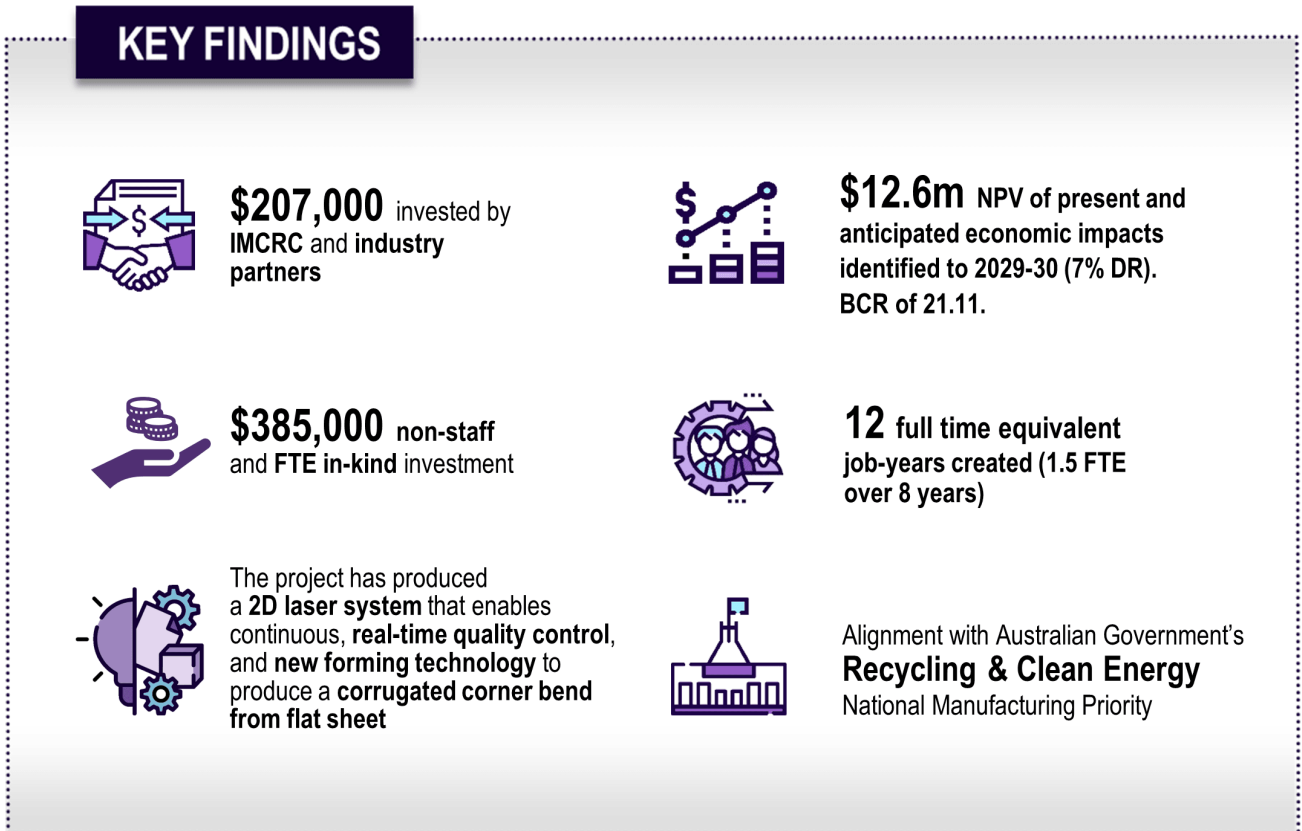 KEY FINDINGS
$207,000 invested by
IMCRC and industry
partners
$12.6m NPV of present and
anticipated economic impacts
identified to 2029-30 (7% DR).
BCR of 21.11.
$385,000 non-staff
and FTE in-kind investment
12 full time equivalent
job-years created (1.5 FTE
over 8 years)
The project has produced
a 2D laser system that enables
continuous, real-time quality control,
and new forming technology to
produce a corrugated corner bend
from flat sheet
Alignment with Australian Government's
Recycling & Clean Energy
National Manufacturing Priority